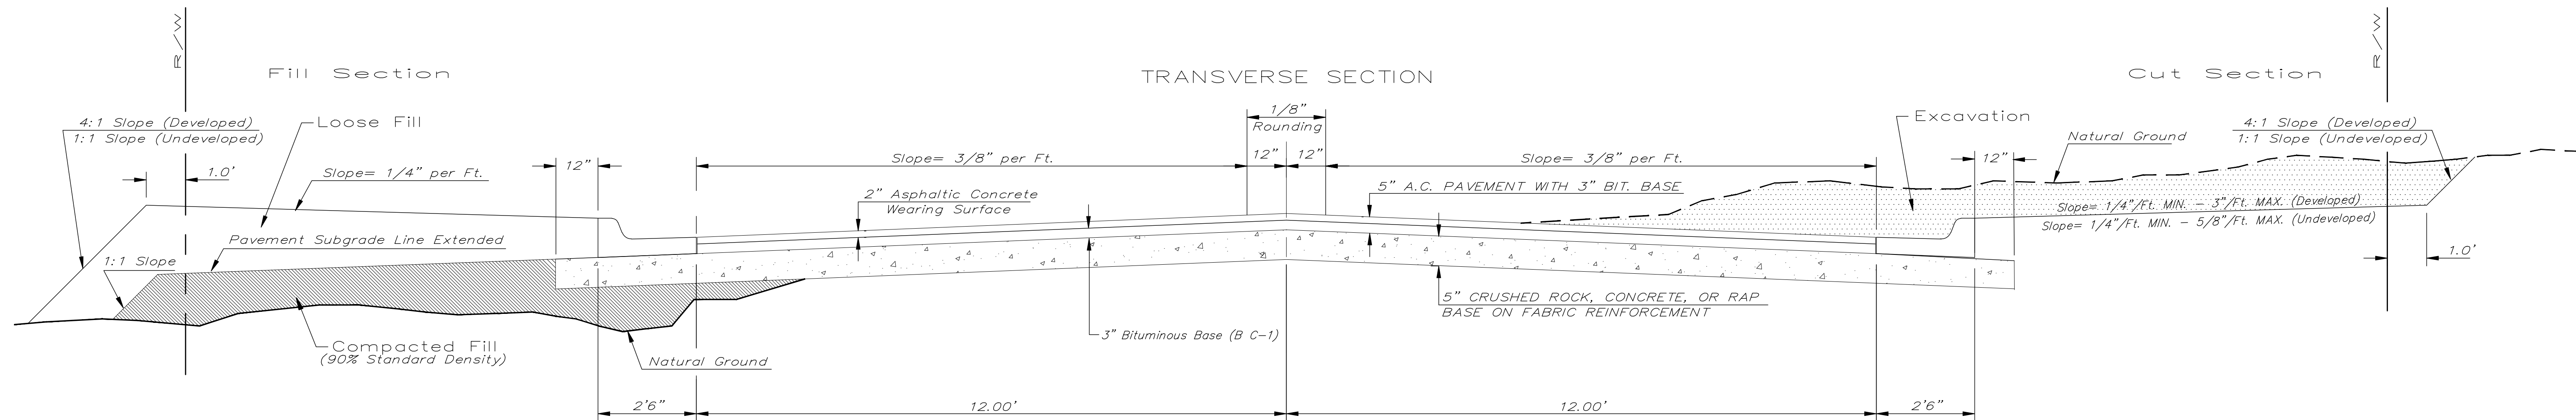 R/W
Fill Section
TRANSVERSE SECTION
Cut Section
R/W
1/8"
Rounding
4:1 Slope (Developed)
1:1 Slope (Undeveloped)
Loose Fill
Excavation
4:1 Slope (Developed)
1:1 Slope (Undeveloped)
Natural Ground
12"
Slope= 3/8" per Ft.
12"
12"
Slope= 3/8" per Ft.
12"
1.0'
Slope= 1/4" per Ft.
2" Asphaltic Concrete
Wearing Surface
5" A.C. PAVEMENT WITH 3" BIT. BASE
Slope= 1/4"/Ft. MIN. - 3"/Ft. MAX. (Developed)
Slope= 1/4"/Ft. MIN. - 5/8"/Ft. MAX. (Undeveloped)
Pavement Subgrade Line Extended
1:1 Slope
1.0'
5" CRUSHED ROCK, CONCRETE, OR RAP
BASE ON FABRIC REINFORCEMENT
3" Bituminous Base (B C-1)
Compacted Fill
(90% Standard Density)
Natural Ground
2'6"
12.00'
12.00'
2'6"